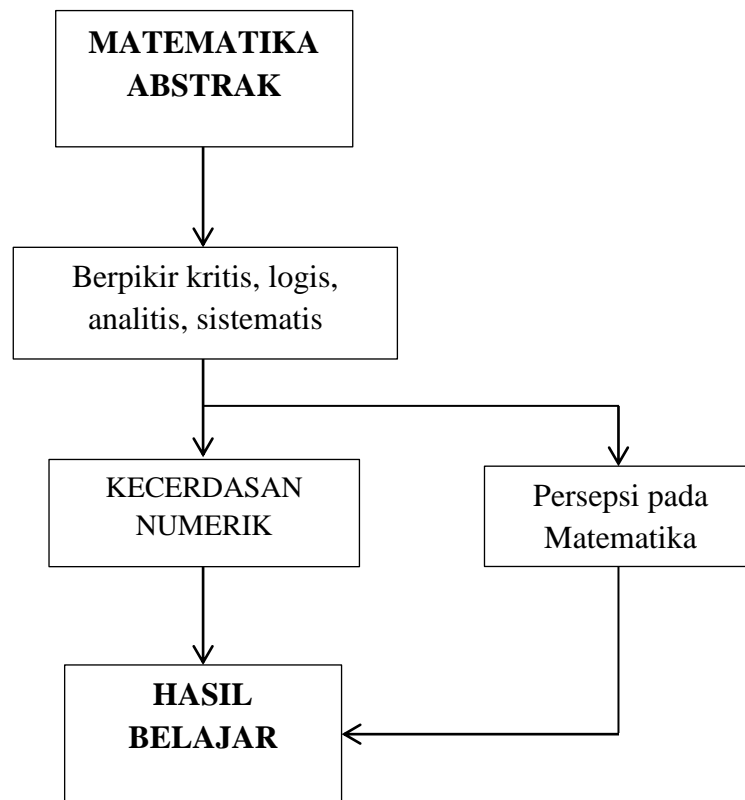 MATEMATIKA
ABSTRAK
Berpikir kritis, logis,
analitis, sistematis
KECERDASAN
NUMERIK
Persepsi pada
Matematika
HASIL
BELAJAR